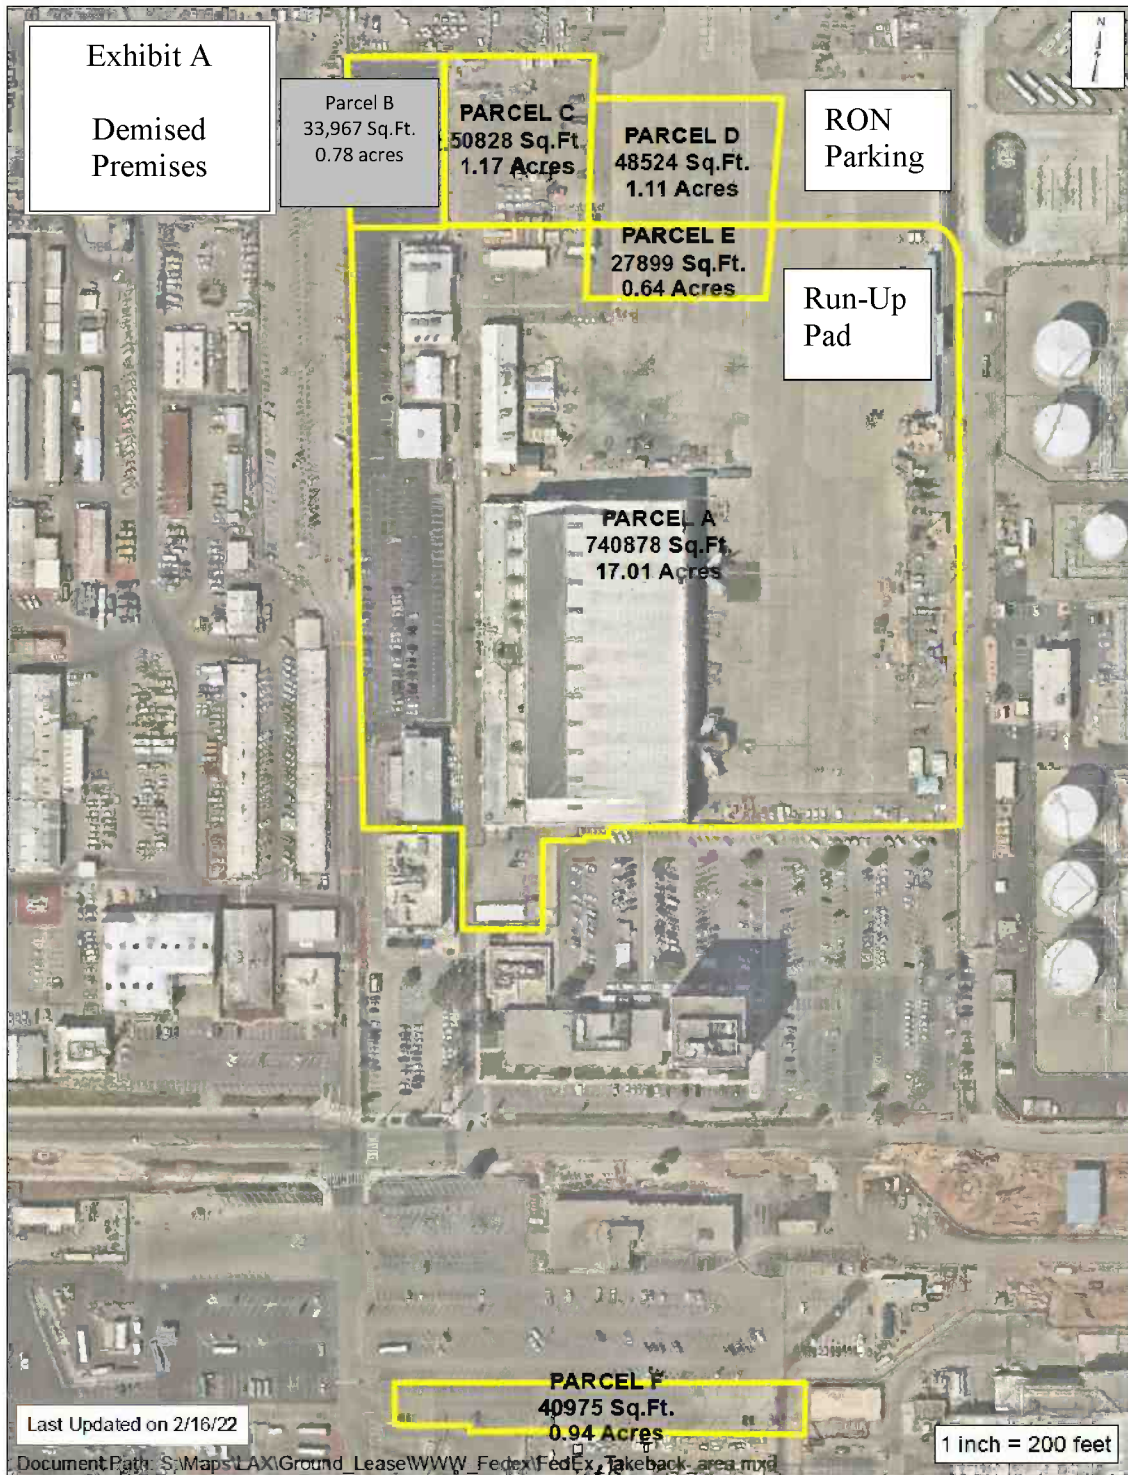 Exhibit A
Demised
Premises
N
Parcel B
33,967 Sq.Ft.
0.78 acres
PARCEL C
50828 Sq.Ft.
1.17 Acres
PARCEL D
48524 Sq.Ft.
1.11 Acres
RON
Parking
PARCEL E
27899 Sq.Ft.
0.64 Acres
Run-Up
Pad
PARCEL A
740878 Sq.Ft.
17.01 Acres
PARCEL F
40975 Sq.Ft.
0.94 Acres
Last Updated on 2/16/22
1 inch = 200 feet
Document Path: S:\Maps\LAX\Ground_Lease\WWW_Fedex\FedEx_Takeback_area.mxd